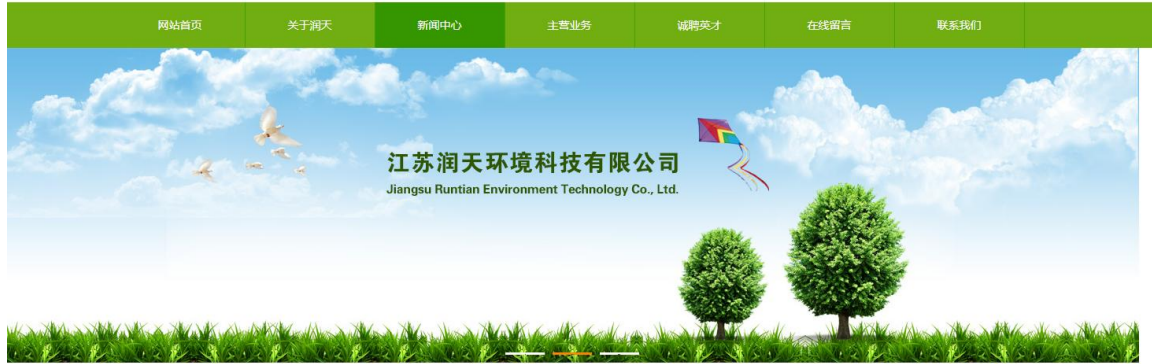 网站首页 关于润天 新闻中心 主营业务 诚聘英才 在线留言 联系我们
江苏润天环境科技有限公司
Jiangsu Runtian Environment Technology Co., Ltd.